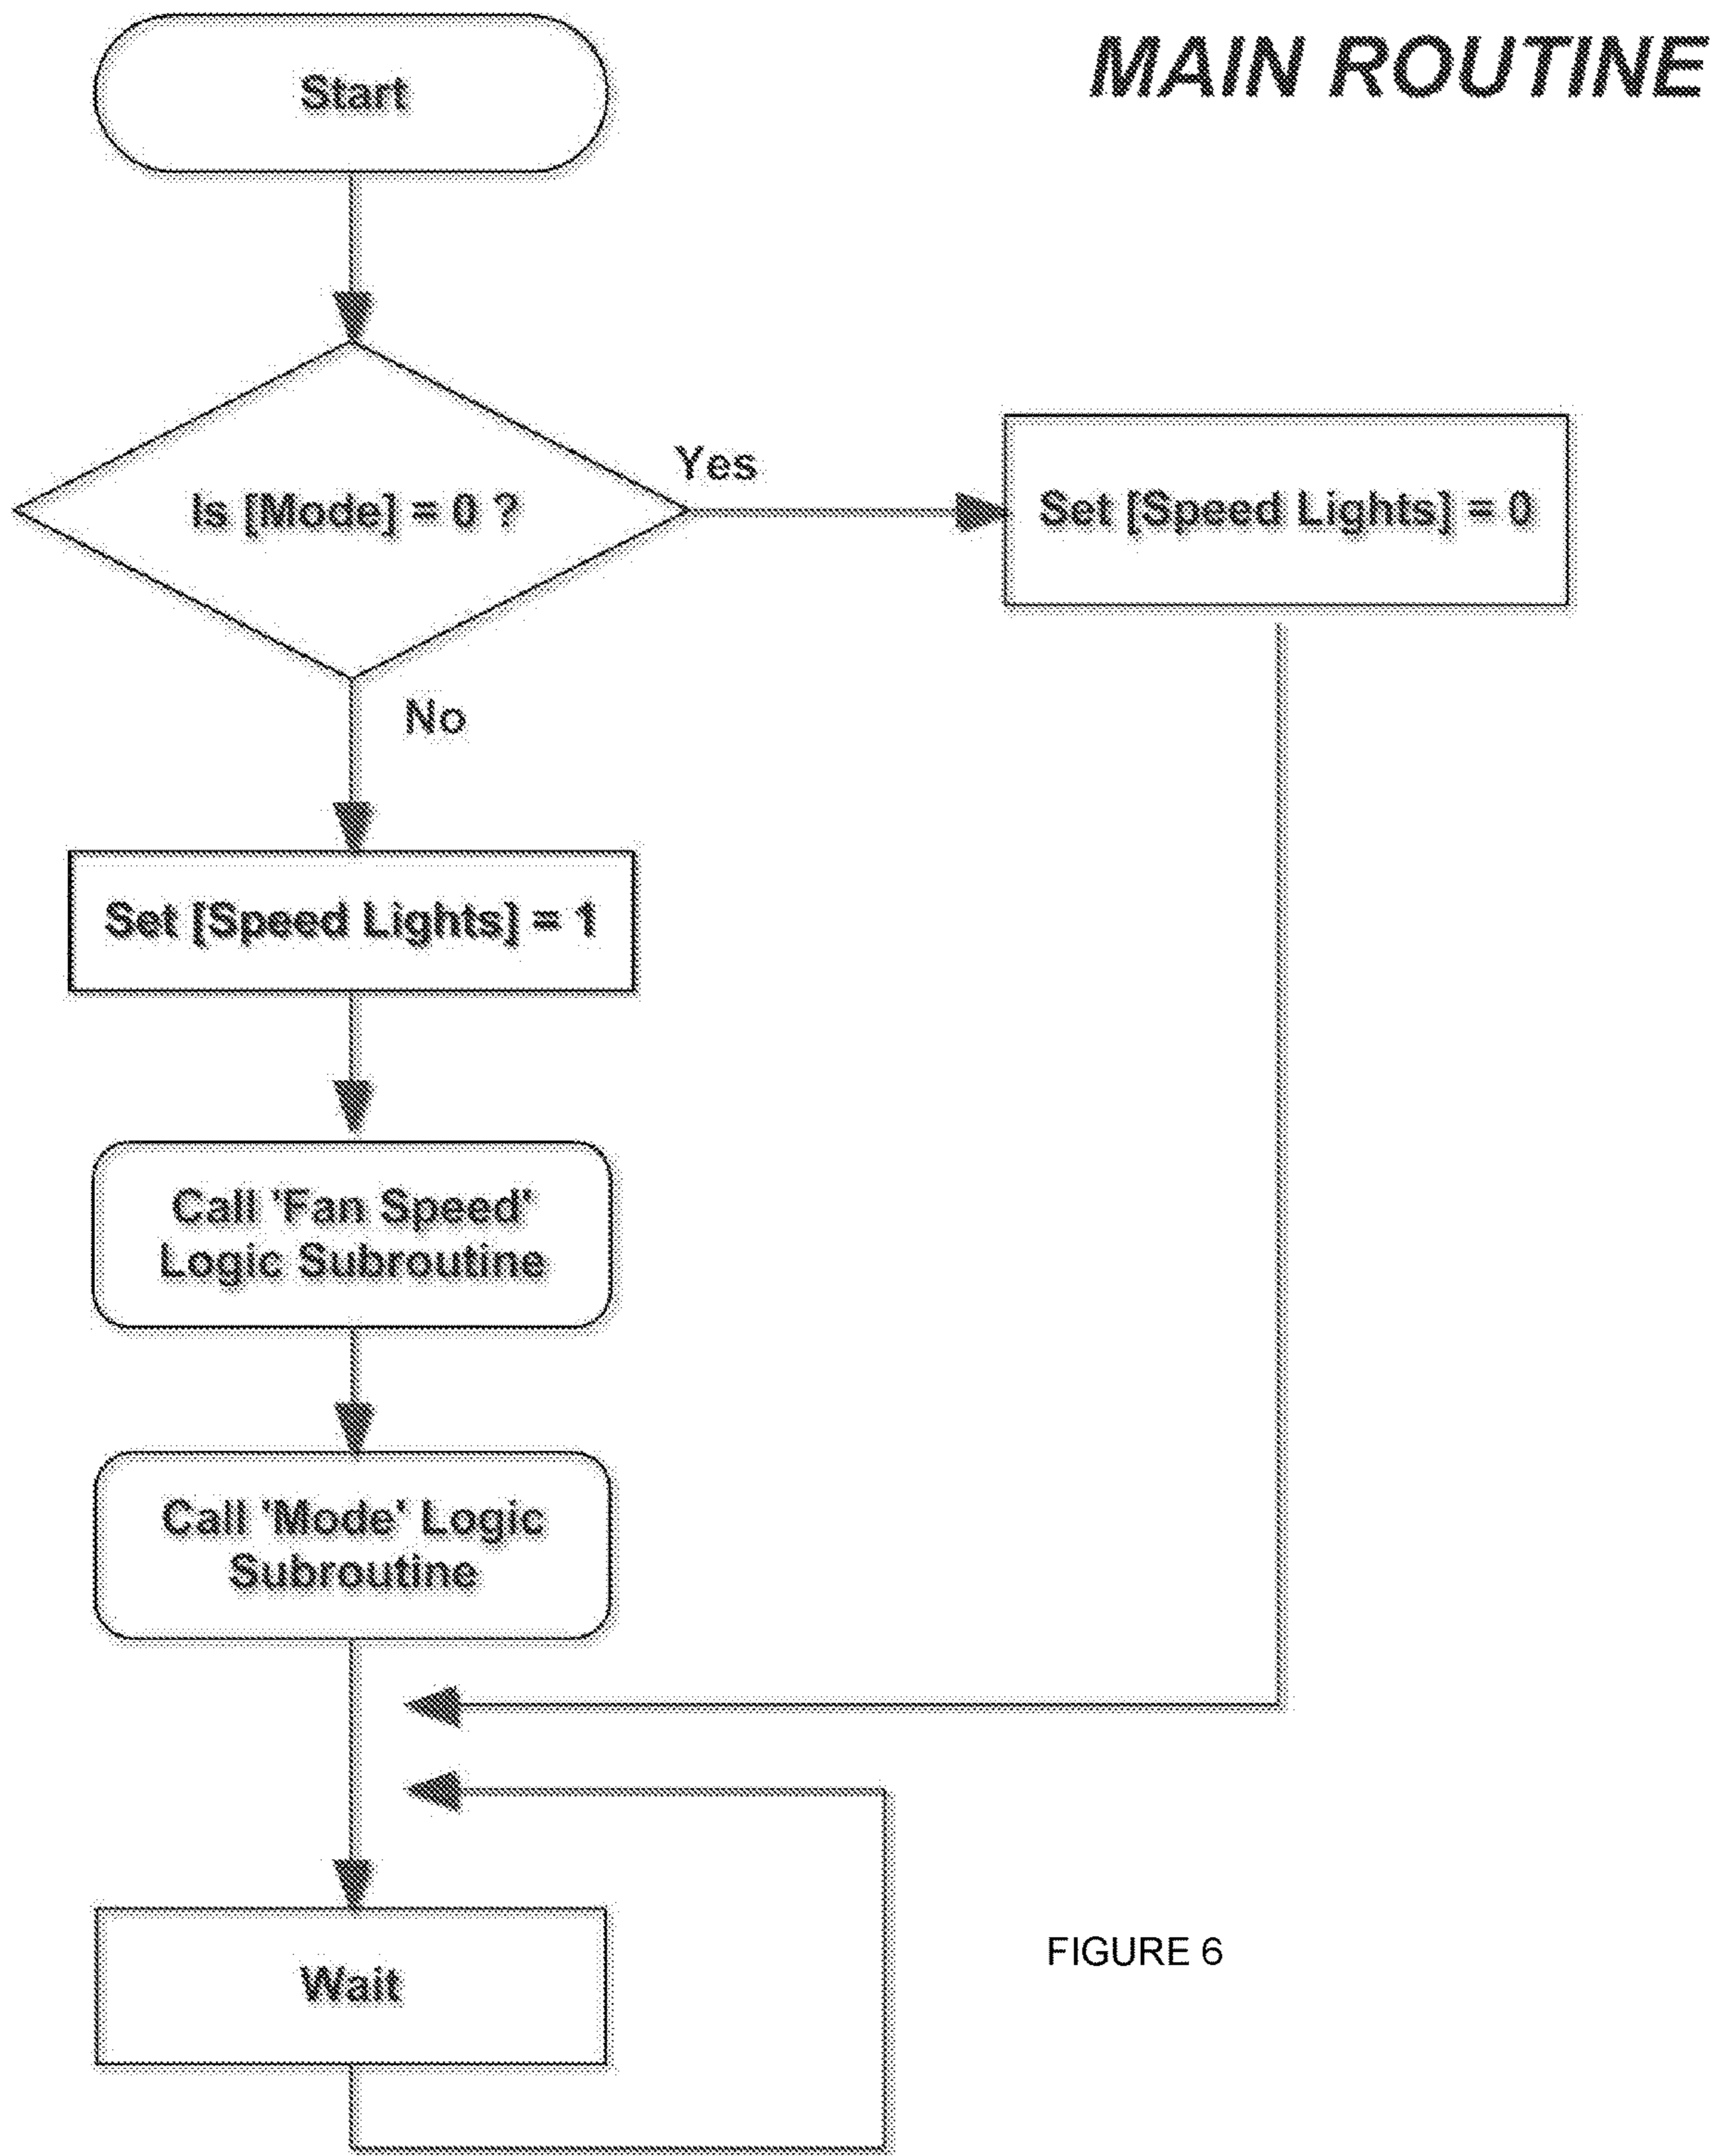 MAIN ROUTINE
Start
Is [Mode] = 0 ?
Yes
Set [Speed Lights] = 0
No
Set [Speed Lights] = 1
Call 'Fan Speed'
Logic Subroutine
Call 'Mode' Logic
Subroutine
Wait
FIGURE 6